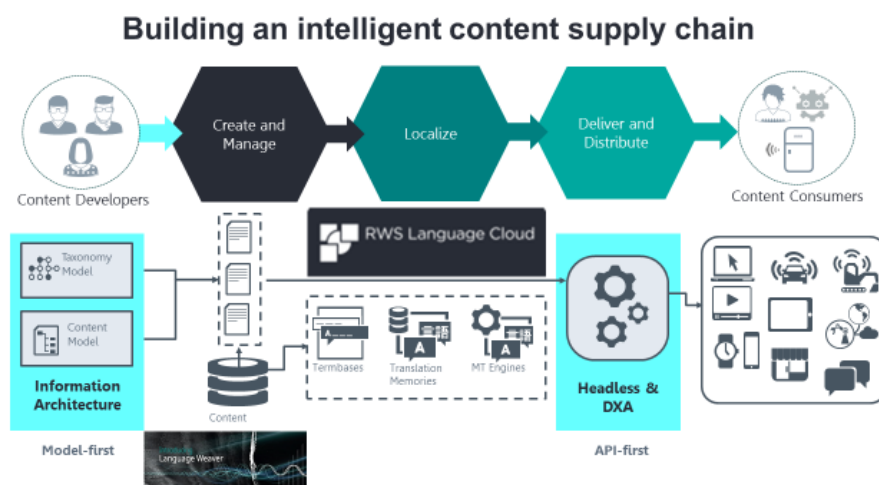 Building an intelligent content supply chain
Create and
Manage
Localize
Deliver and
Distribute
Content Developers
Content Consumers
RWS Language Cloud
Taxonomy
Model
Content
Model
Information
Architecture
Model-first
Content
Termbases
Translation
Memories
MT Engines
A
A
A
Headless &
DXA
API-first
Language Weaver